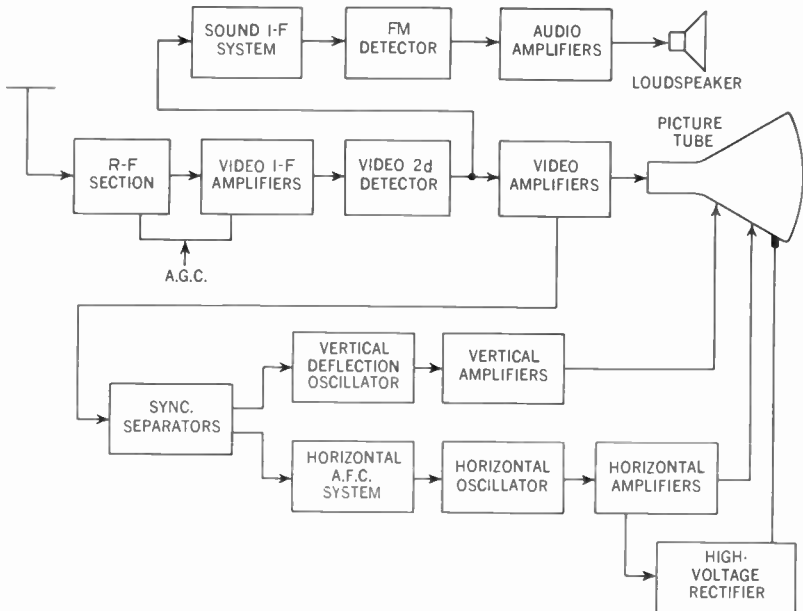 SOUND I-F
SYSTEM
FM
DETECTOR
AUDIO
AMPLIFIERS
LOUDSPEAKER
PICTURE
TUBE
R-F
SECTION
VIDEO I-F
AMPLIFIERS
VIDEO 2d
DETECTOR
VIDEO
AMPLIFIERS
A.G.C.
VERTICAL
DEFLECTION
OSCILLATOR
VERTICAL
AMPLIFIERS
SYNC.
SEPARATORS
HORIZONTAL
A.F.C.
SYSTEM
HORIZONTAL
OSCILLATOR
HORIZONTAL
AMPLIFIERS
HIGH-
VOLTAGE
RECTIFIER